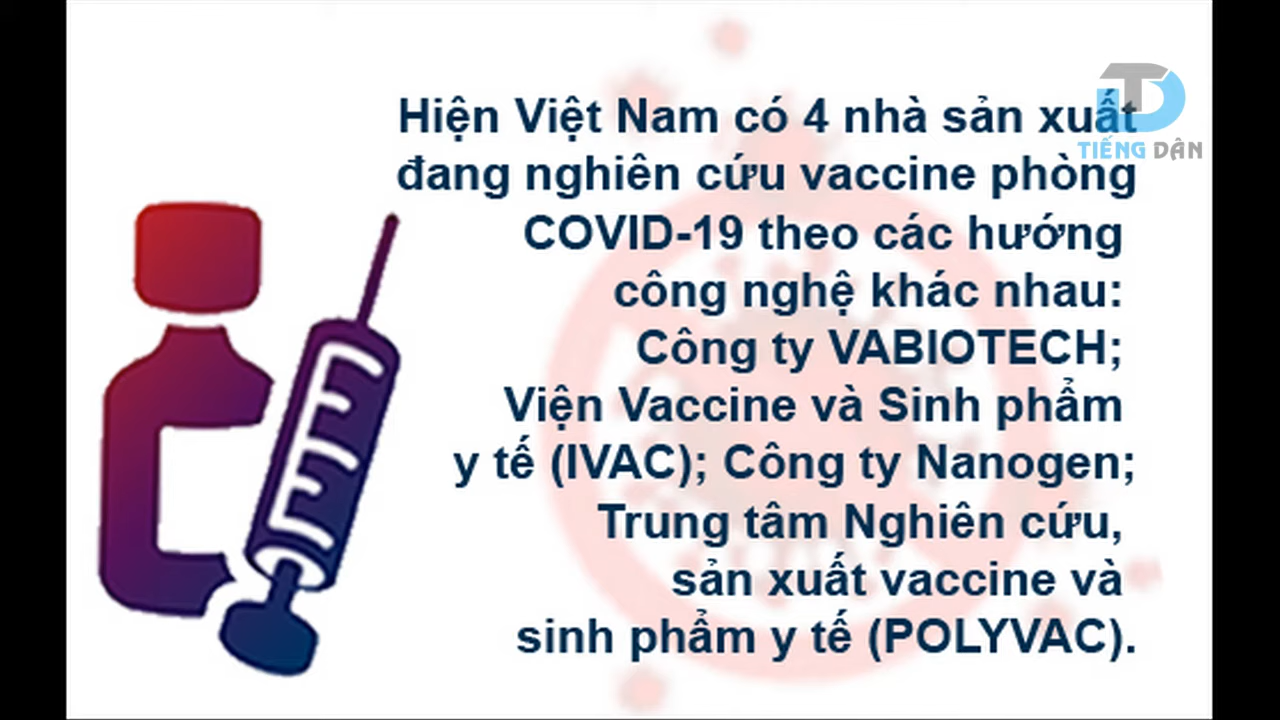 Hiện Việt Nam có 4 nhà sản xuất
đang nghiên cứu vaccine phòng
COVID-19 theo các hướng
công nghệ khác nhau:
Công ty VABIOTECH;
Viện Vaccine và Sinh phẩm
y tế (IVAC); Công ty Nanogen;
Trung tâm Nghiên cứu,
sản xuất vaccine và
sinh phẩm y tế (POLYVAC).
TD
TIẾNG DÂN